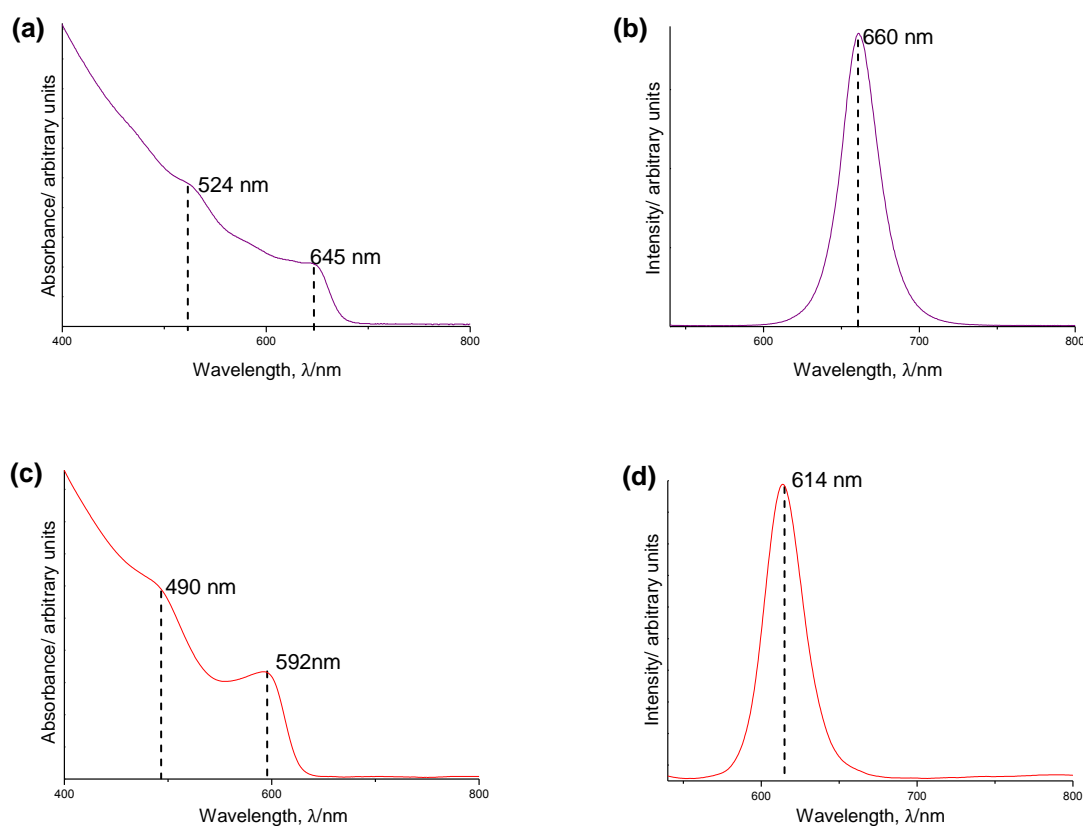 (a)
Absorbance/ arbitrary units
524 nm
645 nm
400
600
800
Wavelength, λ/nm
(b)
Intensity/ arbitrary units
660 nm
600
700
800
Wavelength, λ/nm
(c)
Absorbance/ arbitrary units
490 nm
592nm
400
600
800
Wavelength, λ/nm
(d)
Intensity/ arbitrary units
614 nm
600
700
800
Wavelength, λ/nm